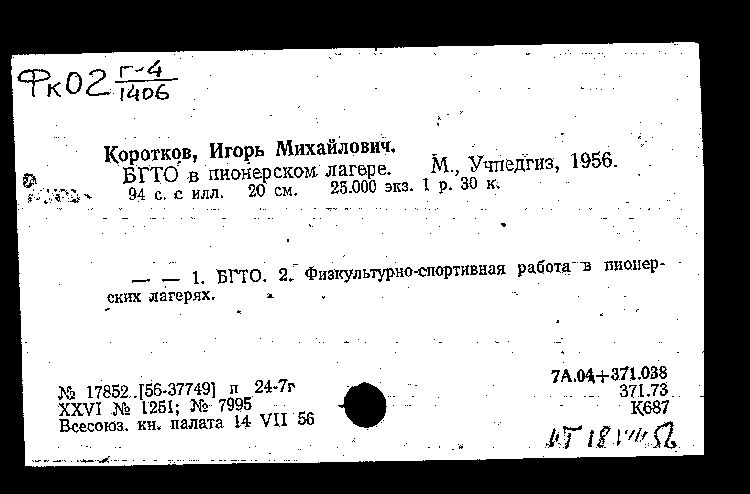 Фк02 Г-4
1406
Коротков, Игорь Михайлович.
БГТО в пионерском лагере. М., Учпедгиз, 1956.
94 с. с илл. 20 см. 25.000 экз. 1 р. 30 к.
— — 1. БГТО. 2. Физкультурно-спортивная работа в пионер-
ских лагерях.
№ 17852 [56-37749] п 24-7г
XXVI № 1251; № 7995
Всесоюз. кн. палата 14 VII 56
7А.04+371.038
371.73
К687